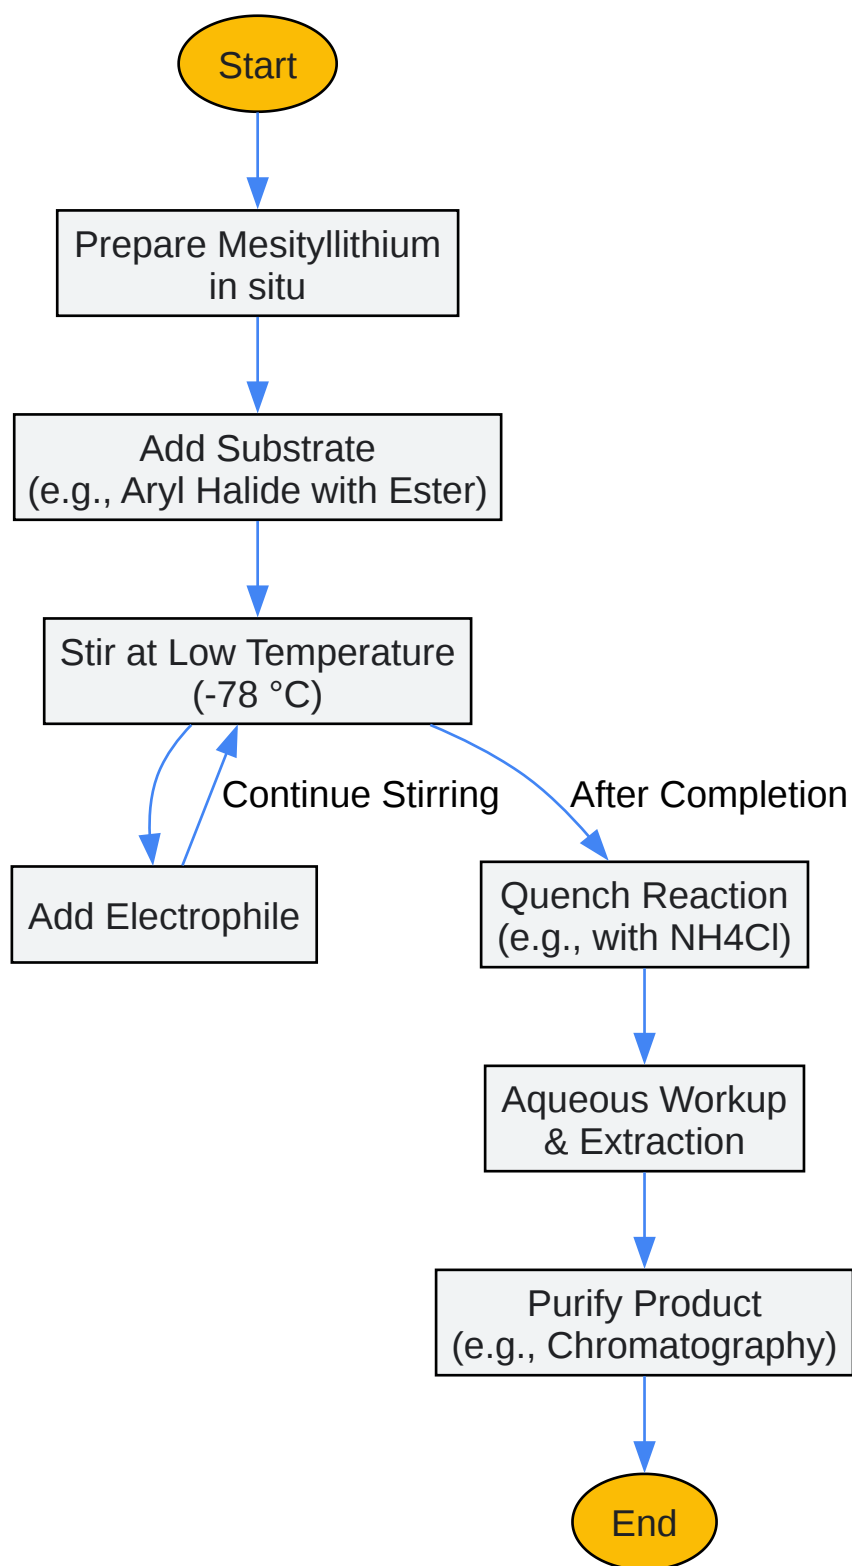 Start
Prepare Mesityllithium
in situ
Add Substrate
(e.g., Aryl Halide with Ester)
Stir at Low Temperature
(-78 °C)
Continue Stirring
After Completion
Add Electrophile
Quench Reaction
(e.g., with NH4Cl)
Aqueous Workup
& Extraction
Purify Product
(e.g., Chromatography)
End